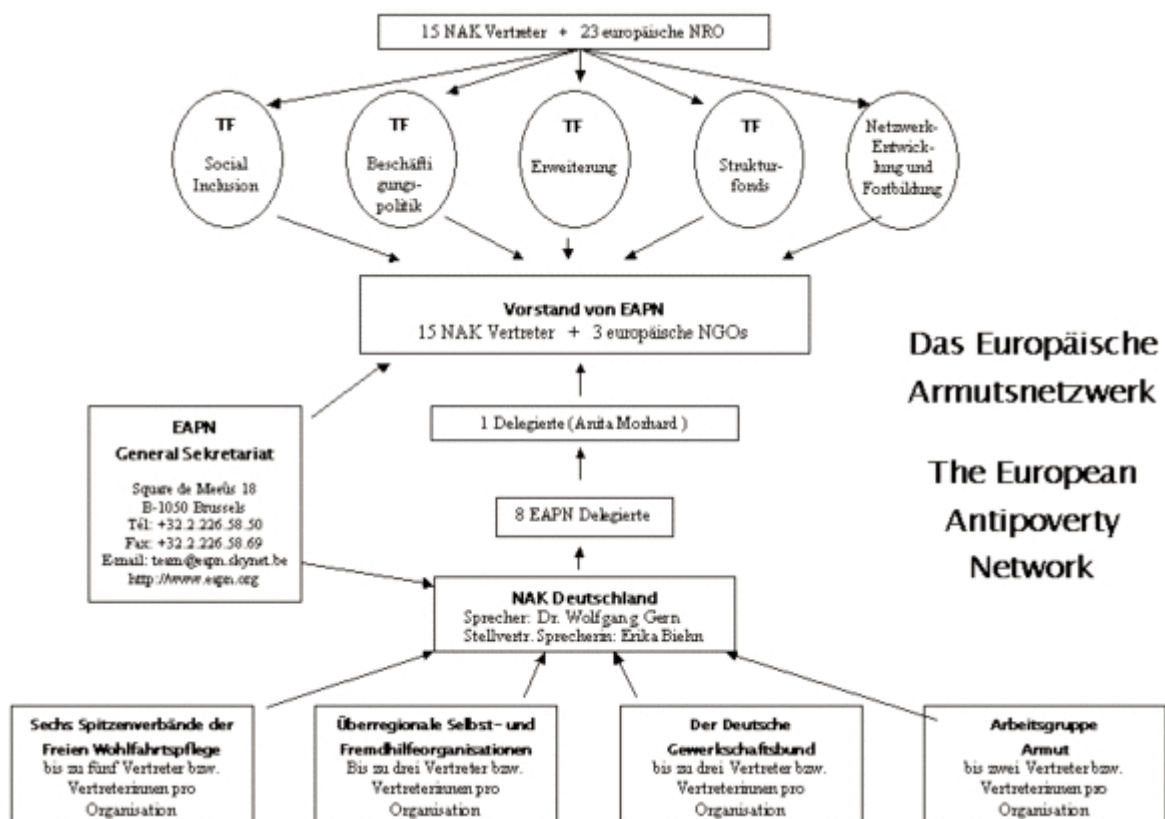 15 NAK Vertreter + 23 europäische NRO
TF
Social
Inclusion
TF
Beschäfti
gungs-
politik
TF
Erweiterung
TF
Struktur-
fonds
Netzwerk-
Entwick-
lung und
Fortbildung
Vorstand von EAPN
15 NAK Vertreter + 3 europäische NGOs
Das Europäische
Armutsnetzwerk
The European
Antipoverty
Network
EAPN
General Sekretariat
Square de Meeûs 18
B-1050 Brussels
Tél: +32.2.226.58.50
Fax: +32.2.226.58.69
E-mail: team@eapn.skynet.be
http://www.eapn.org
1 Delegierte (Anita Morhard )
8 EAPN Delegierte
NAK Deutschland
Sprecher: Dr. Wolfgang Gern
Stellvertr. Sprecherin: Erika Biehn
Sechs Spitzenverbände der
Freien Wohlfahrtspflege
bis zu fünf Vertreter bzw.
Vertreterinnen pro
Organisation
Überregionale Selbst- und
Fremdhilfeorganisationen
Bis zu drei Vertreter bzw.
Vertreterinnen pro
Organisation
Der Deutsche
Gewerkschaftsbund
bis zu drei Vertreter bzw.
Vertreterinnen pro
Organisation
Arbeitsgruppe
Armut
bis zwei Vertreter bzw.
Vertreterinnen pro
Organisation